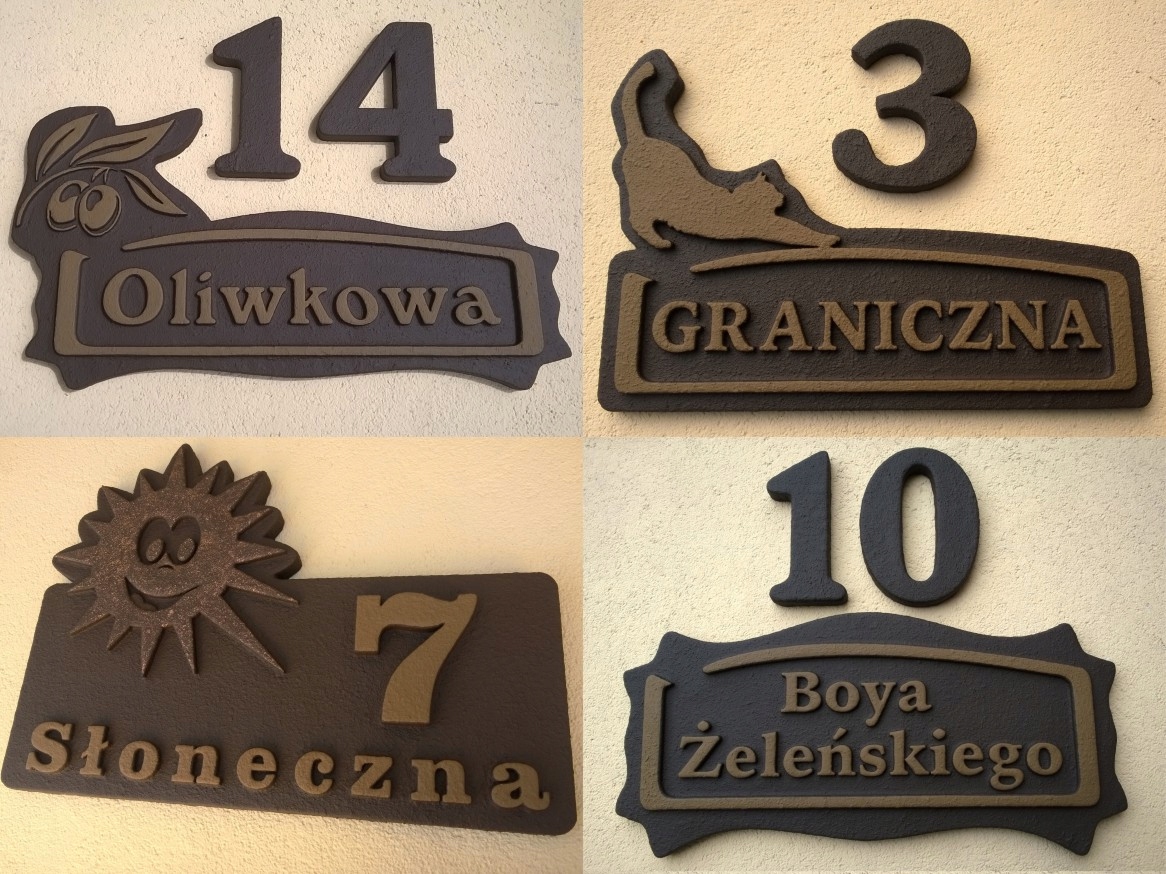 14
Oliwkowa
3
GRANICZNA
7
Słoneczna
10
Boya
Żeleńskiego